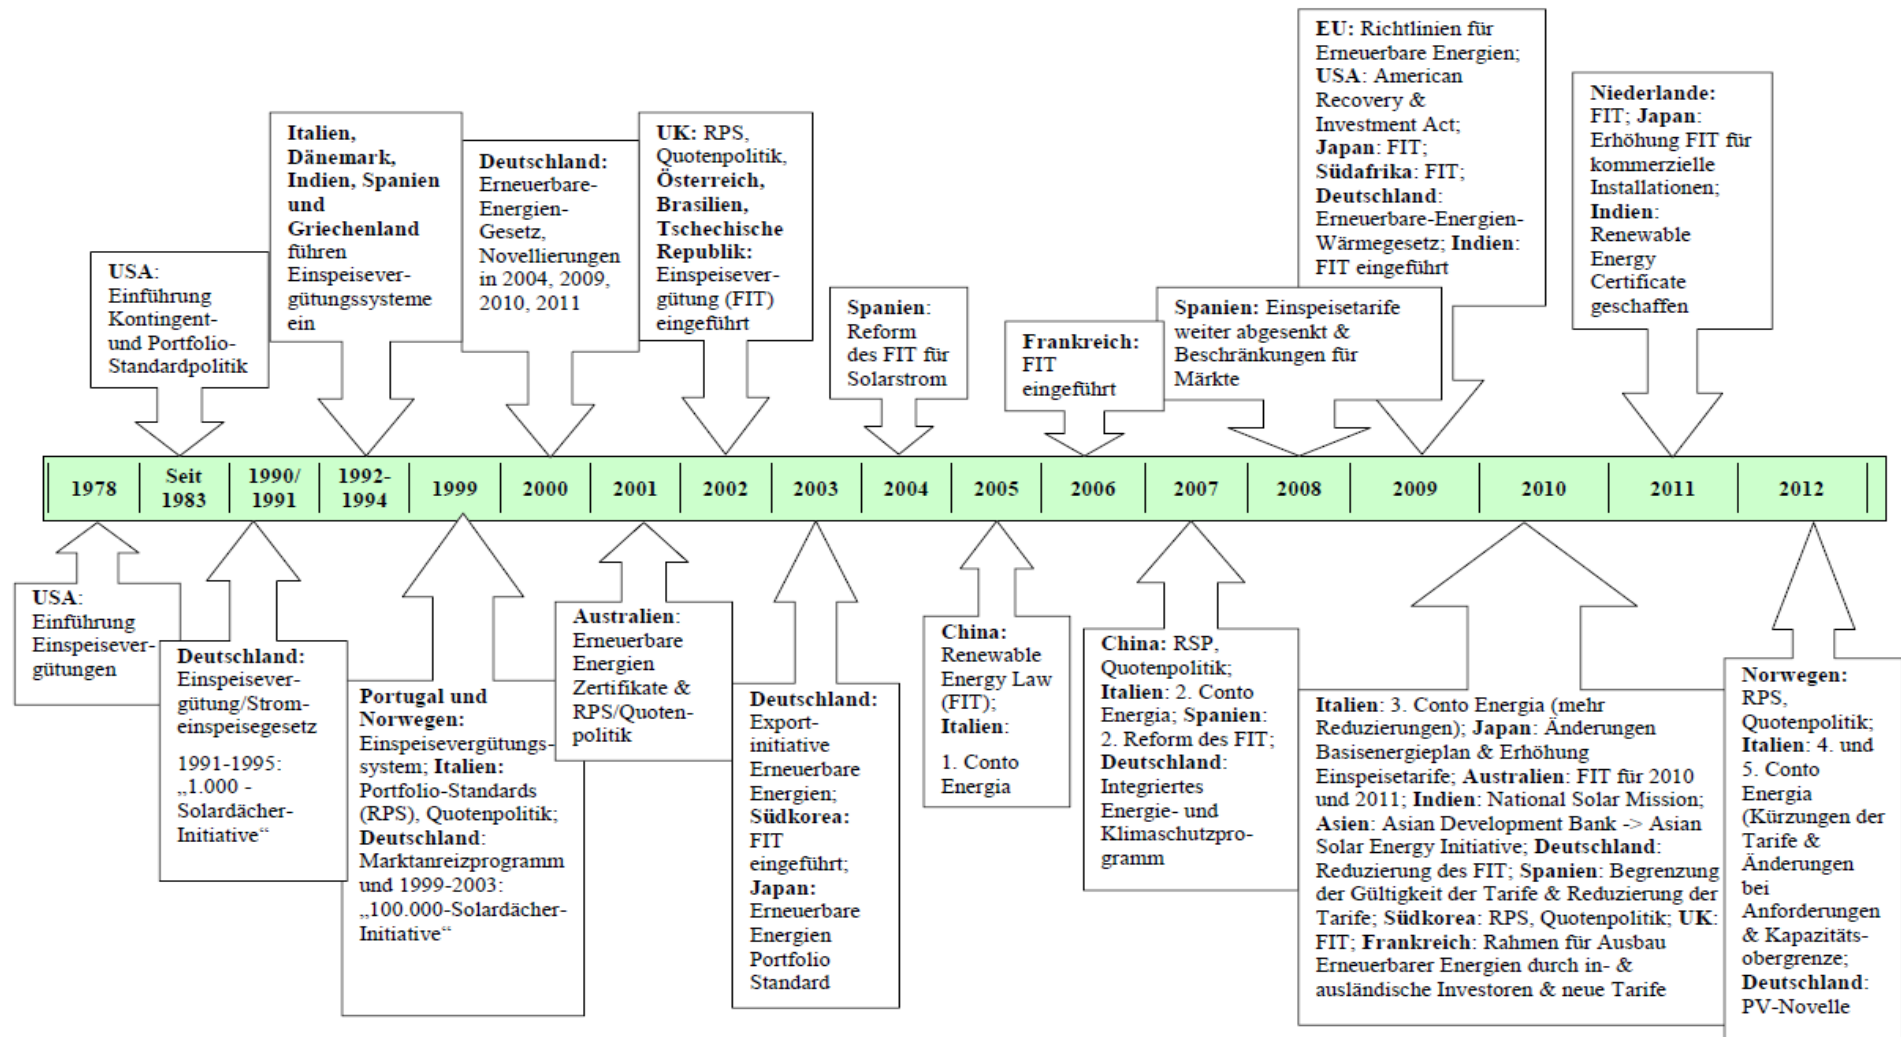 USA:
Einführung
Kontingent-
und Portfolio-
Standardpolitik
Italien,
Dänemark,
Indien, Spanien
und
Griechenland
führen
Einspeisever-
gütungssysteme
ein
Deutschland:
Erneuerbare-
Energien-
Gesetz,
Novellierungen
in 2004, 2009,
2010, 2011
UK: RPS,
Quotenpolitik,
Österreich,
Brasilien,
Tschechische
Republik:
Einspeisever-
gütung (FIT)
eingeführt
Spanien:
Reform
des FIT für
Solarstrom
Frankreich:
FIT
eingeführt
Spanien: Einspeisetarife
weiter abgesenkt &
Beschränkungen für
Märkte
EU: Richtlinien für
Erneuerbare Energien;
USA: American
Recovery &
Investment Act;
Japan: FIT;
Südafrika: FIT;
Deutschland:
Erneuerbare-Energien-
Wärmegesetz; Indien:
FIT eingeführt
Niederlande:
FIT; Japan:
Erhöhung FIT für
kommerzielle
Installationen;
Indien:
Renewable
Energy
Certificate
geschaffen
1978
Seit
1983
1990/
1991
1992-
1994
1999
2000
2001
2002
2003
2004
2005
2006
2007
2008
2009
2010
2011
2012
USA:
Einführung
Einspeisever-
gütungen
Deutschland:
Einspeisever-
gütung/Strom-
einspeisegesetz
1991-1995:
„1.000 -
Solardächer-
Initiative“
Portugal und
Norwegen:
Einspeisevergütungs-
system; Italien:
Portfolio-Standards
(RPS), Quotenpolitik;
Deutschland:
Marktanreizprogramm
und 1999-2003:
„100.000-Solardächer-
Initiative“
Australien:
Erneuerbare
Energien
Zertifikate &
RPS/Quoten-
politik
Deutschland:
Export-
initiative
Erneuerbare
Energien;
Südkorea:
FIT
eingeführt;
Japan:
Erneuerbare
Energien
Portfolio
Standard
China:
Renewable
Energy Law
(FIT);
Italien:
1. Conto
Energia
China: RSP,
Quotenpolitik;
Italien: 2. Conto
Energia; Spanien:
2. Reform des FIT;
Deutschland:
Integriertes
Energie- und
Klimaschutzpro-
gramm
Italien: 3. Conto Energia (mehr
Reduzierungen); Japan: Änderungen
Basisenergieplan & Erhöhung
Einspeisetarife; Australien: FIT für 2010
und 2011; Indien: National Solar Mission;
Asien: Asian Development Bank -> Asian
Solar Energy Initiative; Deutschland:
Reduzierung des FIT; Spanien: Begrenzung
der Gültigkeit der Tarife & Reduzierung der
Tarife; Südkorea: RPS, Quotenpolitik; UK:
FIT; Frankreich: Rahmen für Ausbau
Erneuerbarer Energien durch in- &
ausländische Investoren & neue Tarife
Norwegen:
RPS,
Quotenpolitik;
Italien: 4. und
5. Conto
Energia
(Kürzungen der
Tarife &
Änderungen
bei
Anforderungen
& Kapazitäts-
obergrenze;
Deutschland:
PV-Novelle